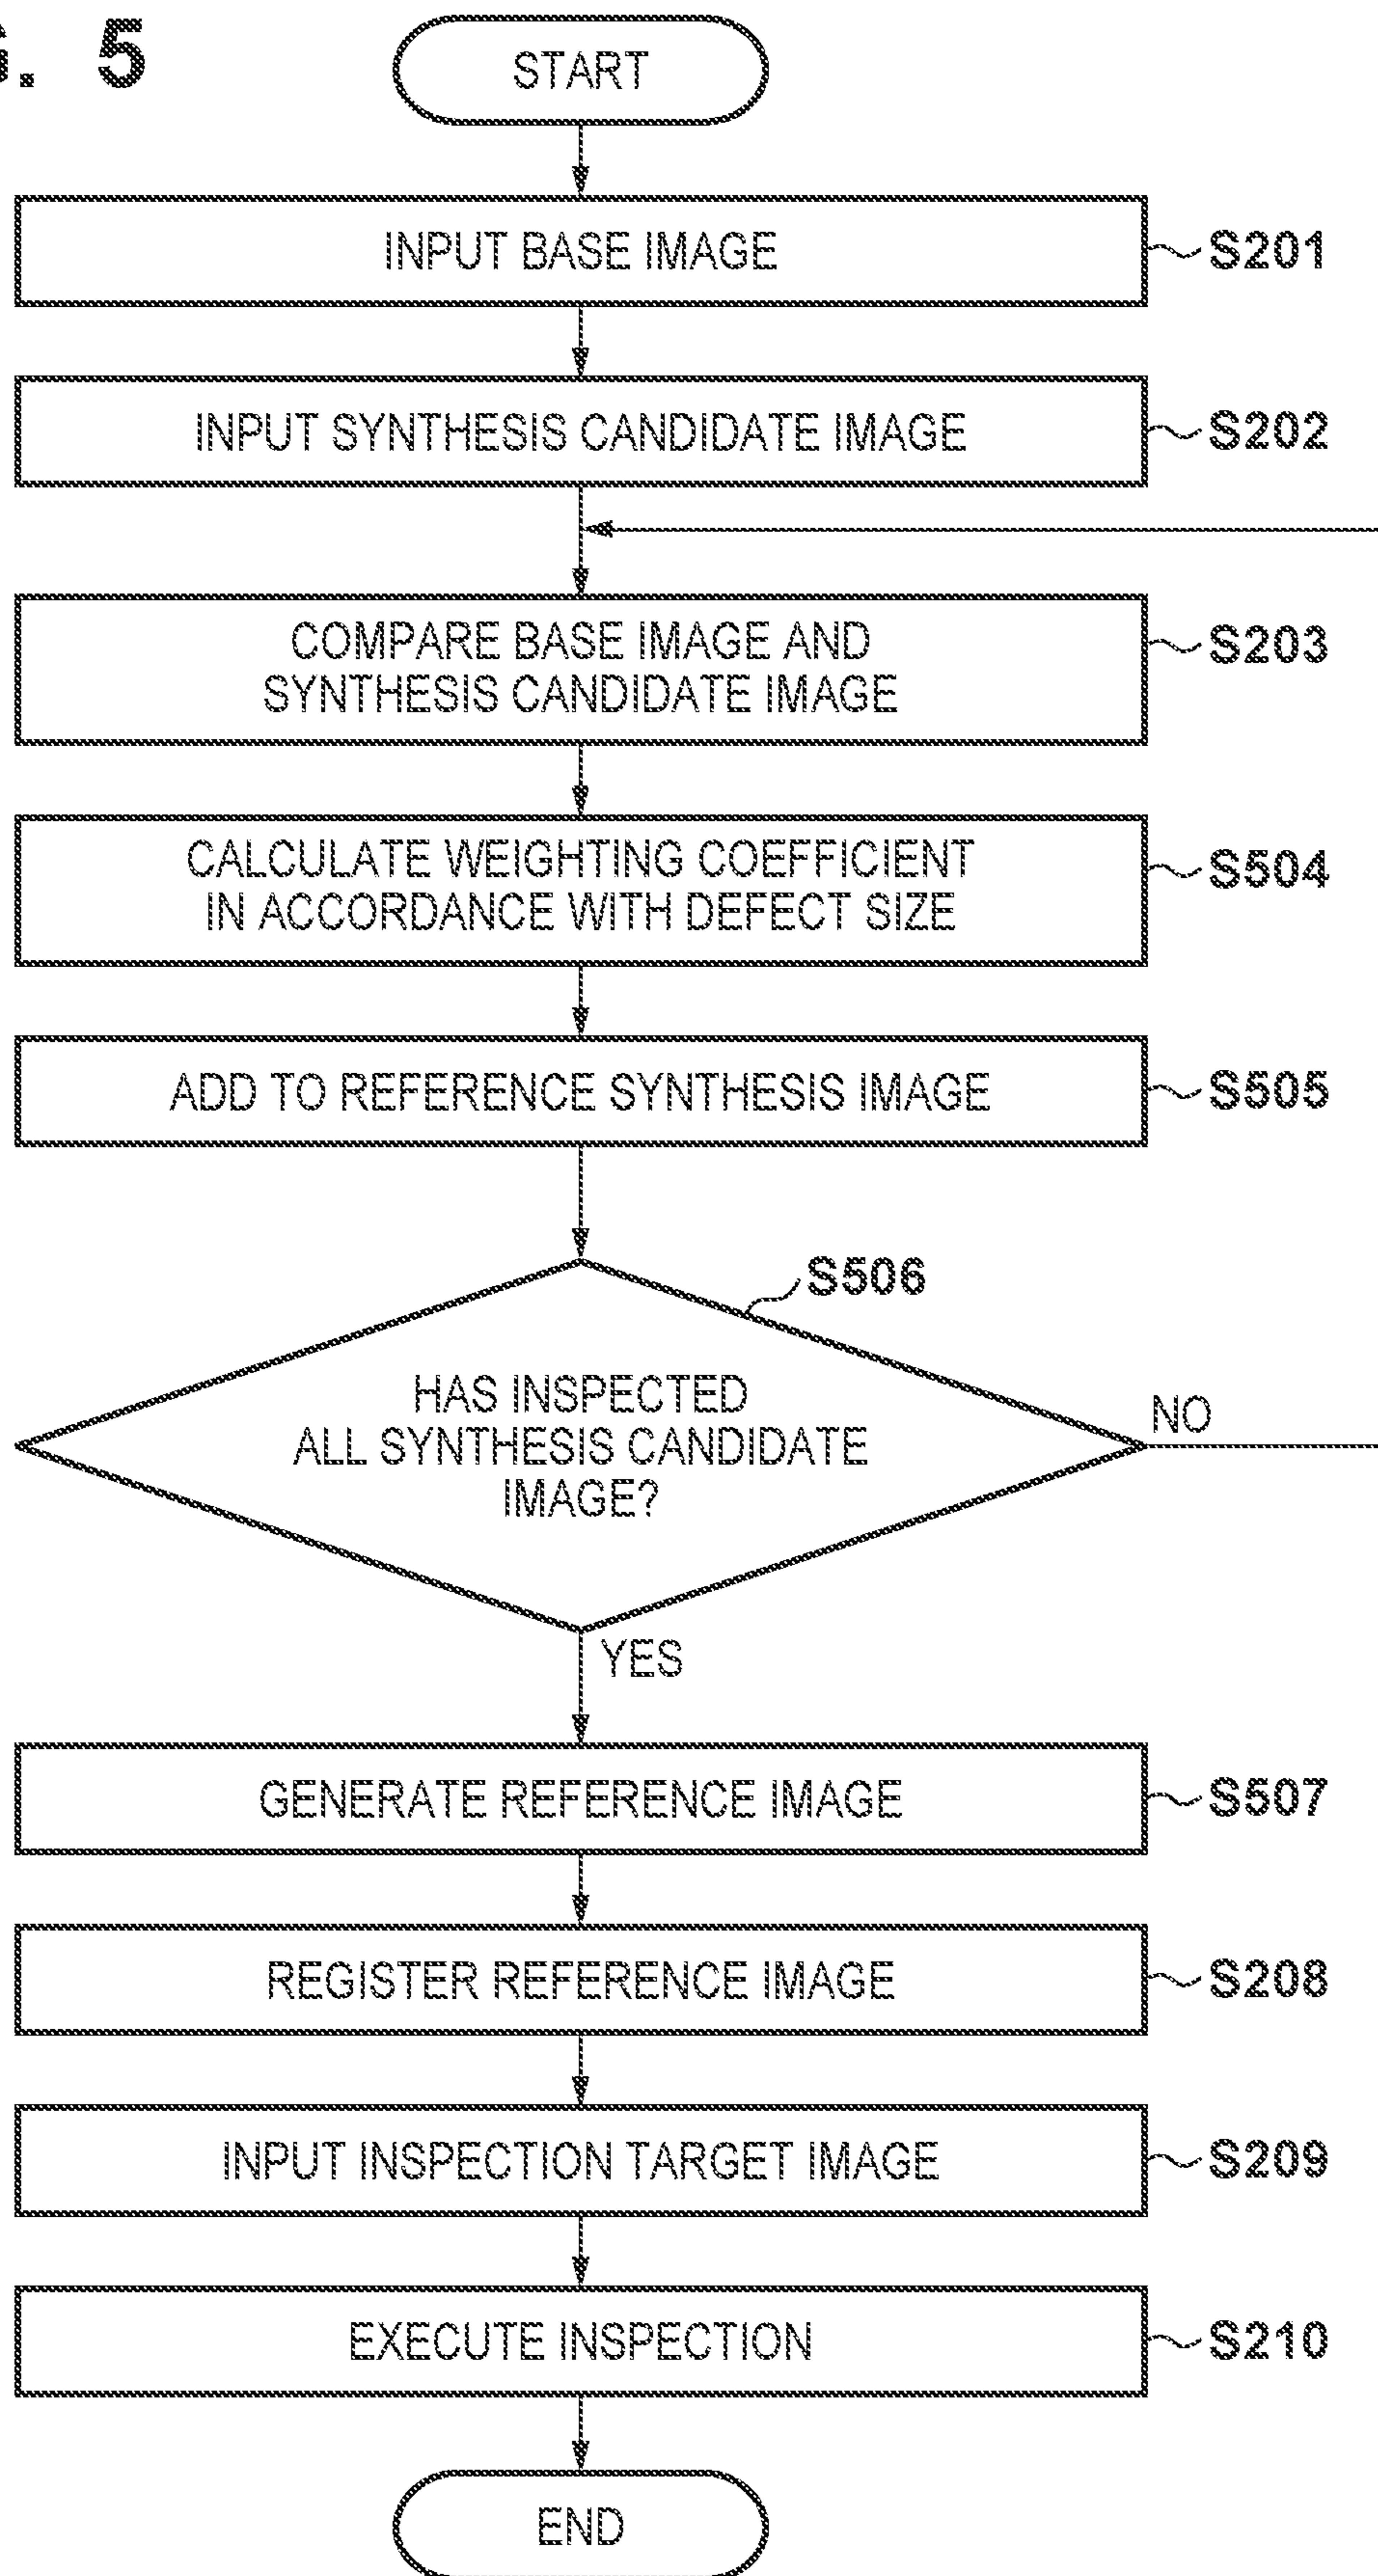 G. 5
START
INPUT BASE IMAGE
S201
INPUT SYNTHESIS CANDIDATE IMAGE
S202
COMPARE BASE IMAGE AND
SYNTHESIS CANDIDATE IMAGE
S203
CALCULATE WEIGHTING COEFFICIENT
IN ACCORDANCE WITH DEFECT SIZE
S504
ADD TO REFERENCE SYNTHESIS IMAGE
S505
S506
HAS INSPECTED
ALL SYNTHESIS CANDIDATE
IMAGE?
NO
YES
GENERATE REFERENCE IMAGE
S507
REGISTER REFERENCE IMAGE
S208
INPUT INSPECTION TARGET IMAGE
S209
EXECUTE INSPECTION
S210
END